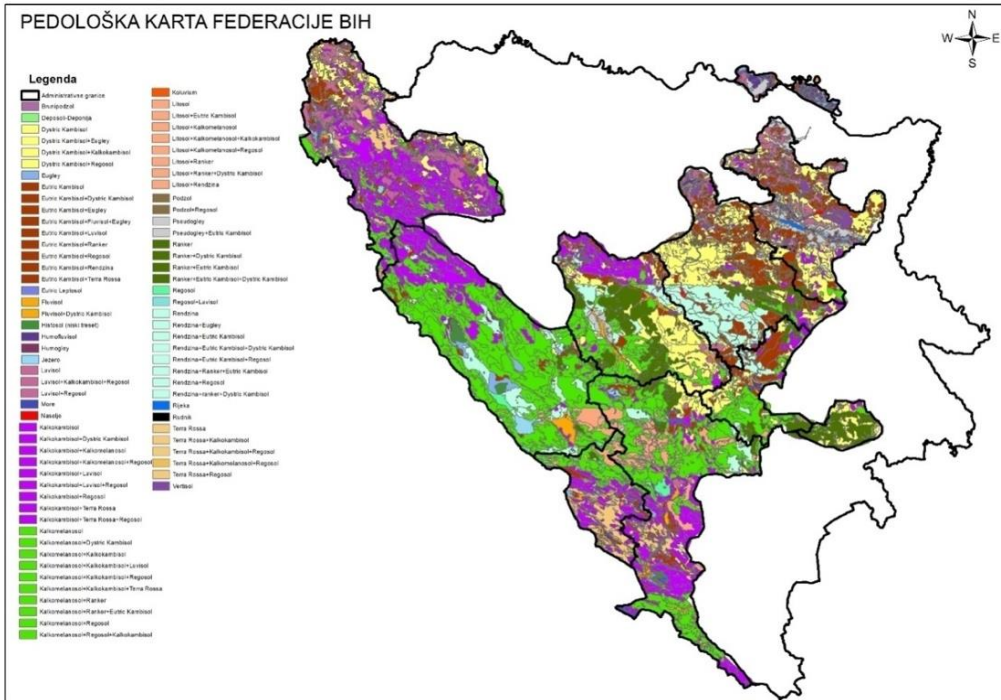 PEDOLOŠKA KARTA FEDERACIJE BIH
N
W
E
S
Legenda
Administrativne granice
Brunipodzol
Deposol-Deponija
Dystric Kambisol
Dystric Kambisol+Eugley
Dystric Kambisol+Kalkokambisol
Dystric Kambisol+Regosol
Eugley
Eutric Kambisol
Eutric Kambisol+Dystric Kambisol
Eutric Kambisol+Eugley
Eutric Kambisol+Fluvisol+Eugley
Eutric Kambisol+Luvisol
Eutric Kambisol+Ranker
Eutric Kambisol+Regosol
Eutric Kambisol+Rendzina
Eutric Kambisol+Terra Rossa
Eutric Leptosol
Fluvisol
Fluvisol+Dystric Kambisol
Histosol (niski treset)
Humofluvisol
Humogley
Jezero
Luvisol
Luvisol+Kalkokambisol+Regosol
Luvisol+Regosol
More
Naselje
Kalkokambisol
Kalkokambisol+Dystric Kambisol
Kalkokambisol+Kalkomelanosol
Kalkokambisol+Kalkomelanosol+Regosol
Kalkokambisol+Luvisol
Kalkokambisol+Luvisol+Regosol
Kalkokambisol+Regosol
Kalkokambisol+Terra Rossa
Kalkokambisol+Terra Rossa+Regosol
Kalkomelanosol
Kalkomelanosol+Dystric Kambisol
Kalkomelanosol+Kalkokambisol
Kalkomelanosol+Kalkokambisol+Luvisol
Kalkomelanosol+Kalkokambisol+Regosol
Kalkomelanosol+Kalkokambisol+Terra Rossa
Kalkomelanosol+Ranker
Kalkomelanosol+Ranker+Eutric Kambisol
Kalkomelanosol+Regosol
Kalkomelanosol+Regosol+Kalkokambisol
Koluvium
Litosol
Litosol+Eutric Kambisol
Litosol+Kalkomelanosol
Litosol+Kalkomelanosol+Kalkokambisol
Litosol+Kalkomelanosol+Regosol
Litosol+Ranker
Litosol+Ranker+Dystric Kambisol
Litosol+Rendzina
Podzol
Podzol+Regosol
Pseudogley
Pseudogley+Eutric Kambisol
Ranker
Ranker+Dystric Kambisol
Ranker+Eutric Kambisol
Ranker+Eutric Kambisol+Dystric Kambisol
Regosol
Regosol+Luvisol
Rendzina
Rendzina+Eugley
Rendzina+Eutric Kambisol
Rendzina+Eutric Kambisol+Dystric Kambisol
Rendzina+Eutric Kambisol+Regosol
Rendzina+Ranker+Eutric Kambisol
Rendzina+Regosol
Rendzina+ranker+Dystric Kambisol
Rijeka
Rudnik
Terra Rossa
Terra Rossa+Kalkokambisol
Terra Rossa+Kalkokambisol+Regosol
Terra Rossa+Kalkomelanosol+Regosol
Terra Rossa+Regosol
Vertisol